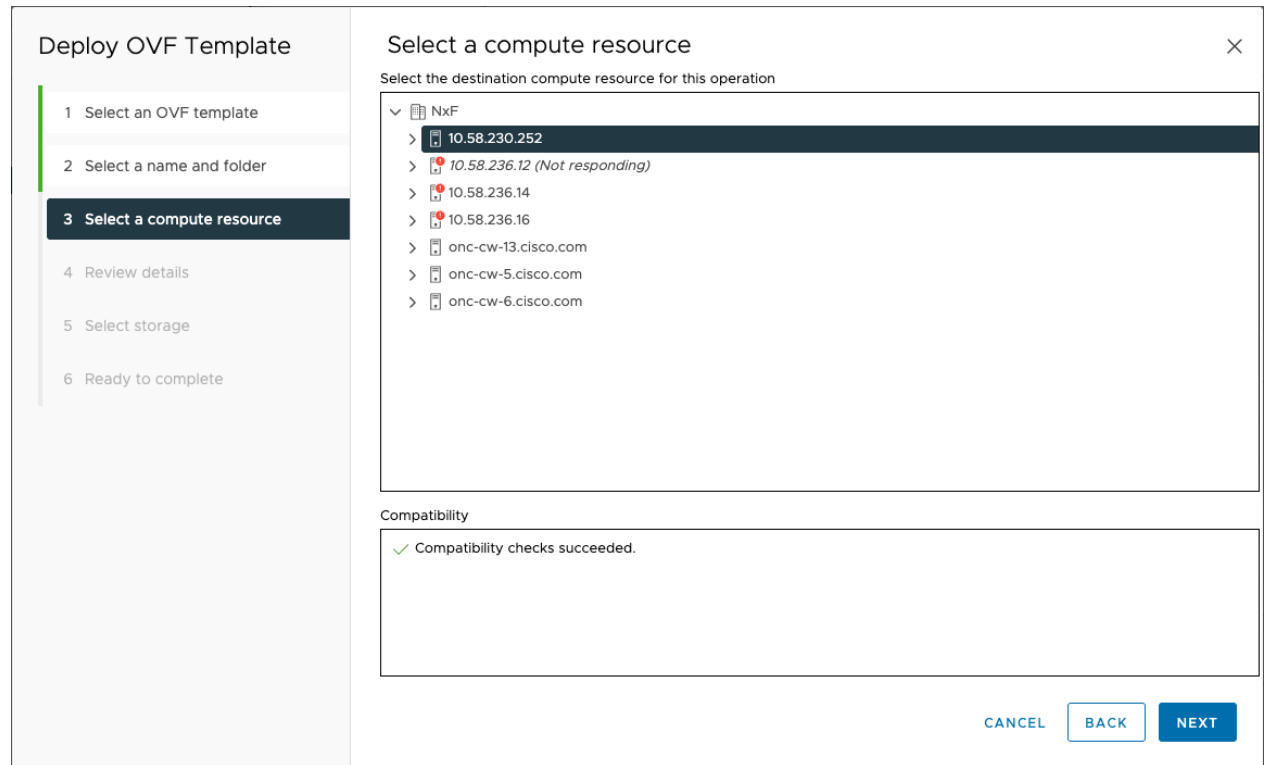 Deploy OVF Template
1 Select an OVF template
2 Select a name and folder
3 Select a compute resource
4 Review details
5 Select storage
6 Ready to complete
Select a compute resource
Select the destination compute resource for this operation
NxF
10.58.230.252
10.58.236.12 (Not responding)
10.58.236.14
10.58.236.16
onc-cw-13.cisco.com
onc-cw-5.cisco.com
onc-cw-6.cisco.com
Compatibility
Compatibility checks succeeded.
CANCEL BACK NEXT